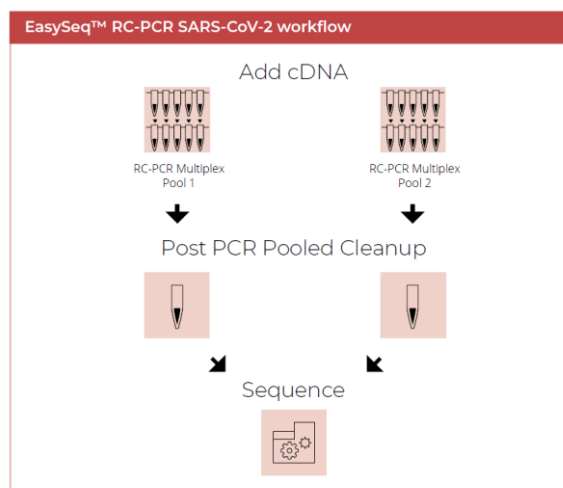 EasySeq™ RC-PCR SARS-CoV-2 workflow
Add cDNA
RC-PCR Multiplex
Pool 1
RC-PCR Multiplex
Pool 2
Post PCR Pooled Cleanup
Sequence